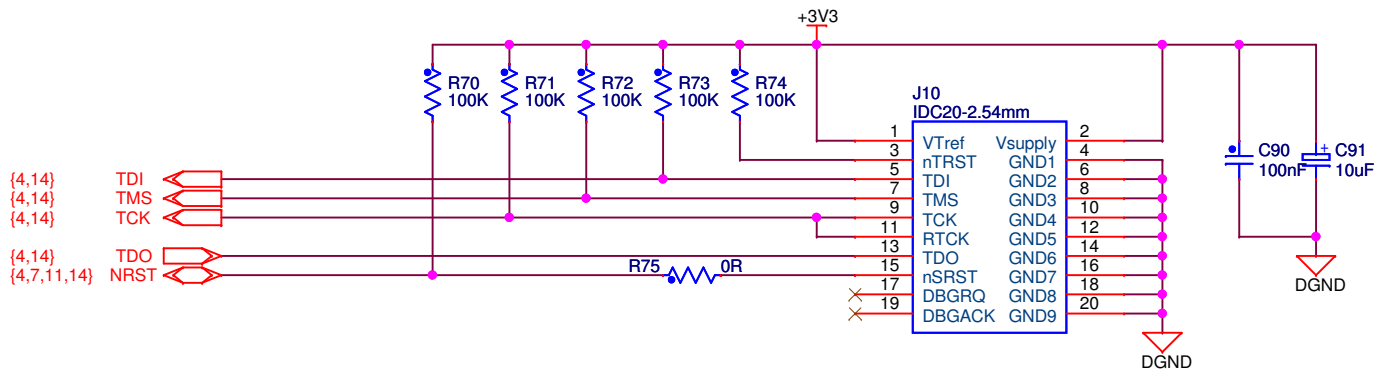 +3V3
R70
100K
R71
100K
R72
100K
R73
100K
R74
100K
J10
IDC20-2.54mm
1 VTref Vsupply 2
3 nTRST GND1 4
{4,14} TDI 5 TDI GND2 6
{4,14} TMS 7 TMS GND3 8
{4,14} TCK 9 TCK GND4 10
11 RTCK GND5 12
{4,14} TDO 13 TDO GND6 14
{4,7,11,14} NRST R75 0R 15 nSRST GND7 16
17 DBGRQ GND8 18
19 DBGACK GND9 20
C90
100nF
+ C91
10uF
DGND
DGND